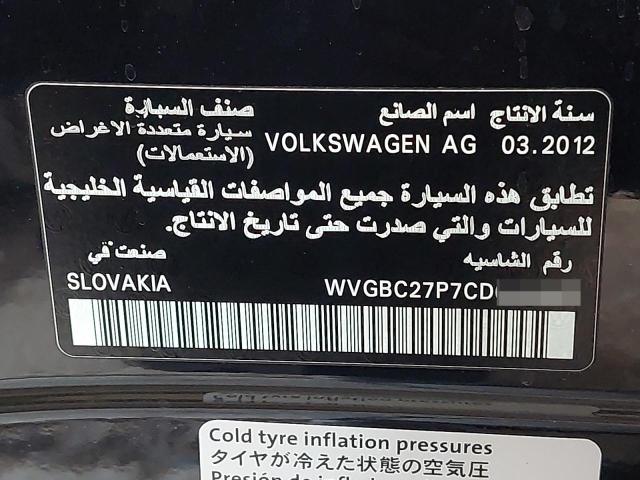 سنة الانتاج اسم الصانع صنف السيارة
03.2012 VOLKSWAGEN AG سيارة متعددة الاغراض
(الاستعمالات)
تطابق هذه السيارة جميع المواصفات القياسية الخليجية
للسيارات والتي صدرت حتى تاريخ الانتاج.
رقم الشاسيه صنعت في
SLOVAKIA WVGBC27P7CD
Cold tyre inflation pressures
タイヤが冷えた状態の空気圧
Presión de